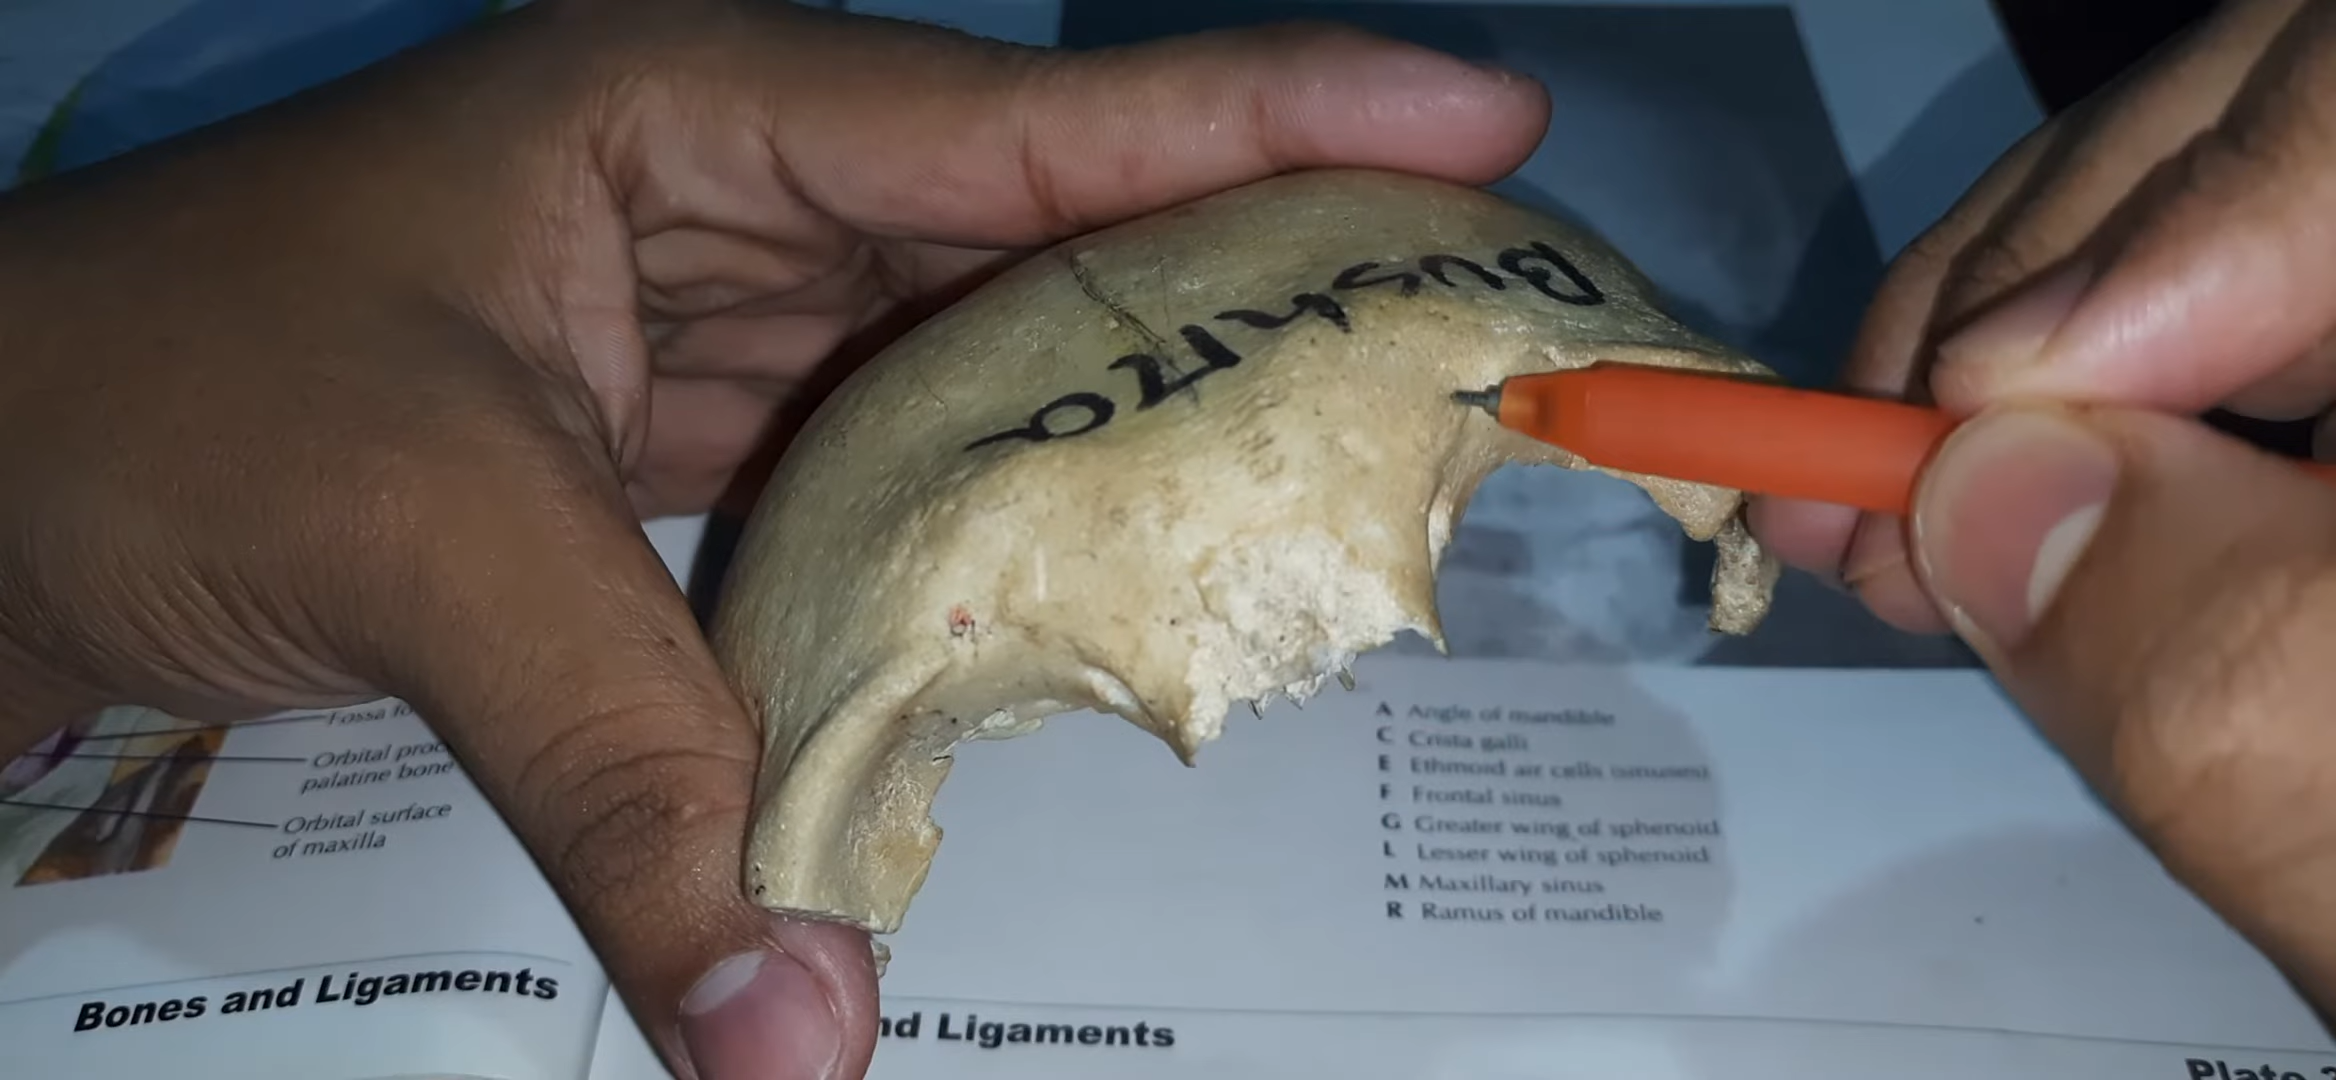 Fossa fo
Orbital proc
palatine bone
Orbital surface
of maxilla
Bones and Ligaments
A Angle of mandible
C Crista galli
E Ethmoid air cells (sinuses)
F Frontal sinus
G Greater wing of sphenoid
L Lesser wing of sphenoid
M Maxillary sinus
R Ramus of mandible
nd Ligaments